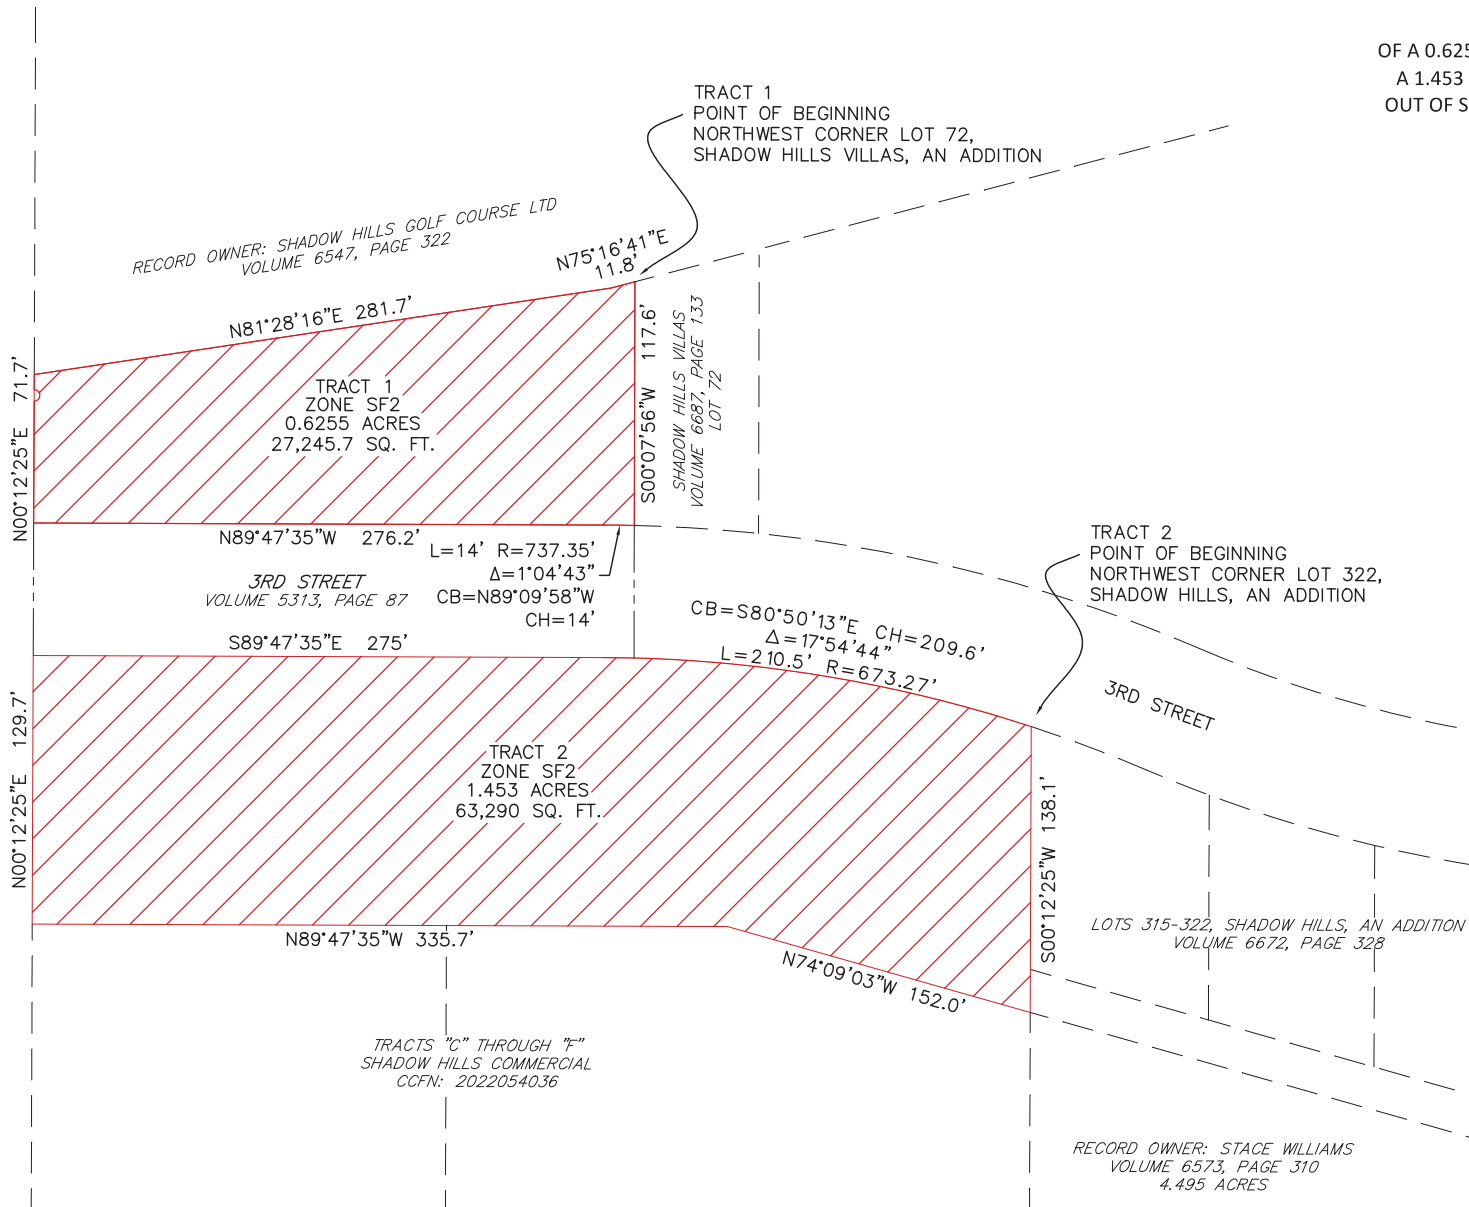 OF A 0.625
A 1.453
OUT OF S
TRACT 1
POINT OF BEGINNING
NORTHWEST CORNER LOT 72,
SHADOW HILLS VILLAS, AN ADDITION
RECORD OWNER: SHADOW HILLS GOLF COURSE LTD
VOLUME 6547, PAGE 322
N75°16'41"E
11.8'
N81°28'16"E 281.7'
N00°12'25"E 71.7'
TRACT 1
ZONE SF2
0.6255 ACRES
27,245.7 SQ. FT.
S00°07'56"W 117.6'
SHADOW HILLS VILLAS
VOLUME 6687, PAGE 133
LOT 72
N89°47'35"W 276.2'
L=14' R=737.35'
Δ=1°04'43"
CB=N89°09'58"W
CH=14'
3RD STREET
VOLUME 5313, PAGE 87
S89°47'35"E 275'
CB=S80°50'13"E CH=209.6'
Δ=17°54'44"
L=210.5' R=673.27'
TRACT 2
POINT OF BEGINNING
NORTHWEST CORNER LOT 322,
SHADOW HILLS, AN ADDITION
3RD STREET
N00°12'25"E 129.7'
TRACT 2
ZONE SF2
1.453 ACRES
63,290 SQ. FT.
S00°12'25"W 138.1'
N89°47'35"W 335.7'
N74°09'03"W 152.0'
LOTS 315-322, SHADOW HILLS, AN ADDITION
VOLUME 6672, PAGE 328
TRACTS "C" THROUGH "F"
SHADOW HILLS COMMERCIAL
CCFN: 2022054036
RECORD OWNER: STACE WILLIAMS
VOLUME 6573, PAGE 310
4.495 ACRES